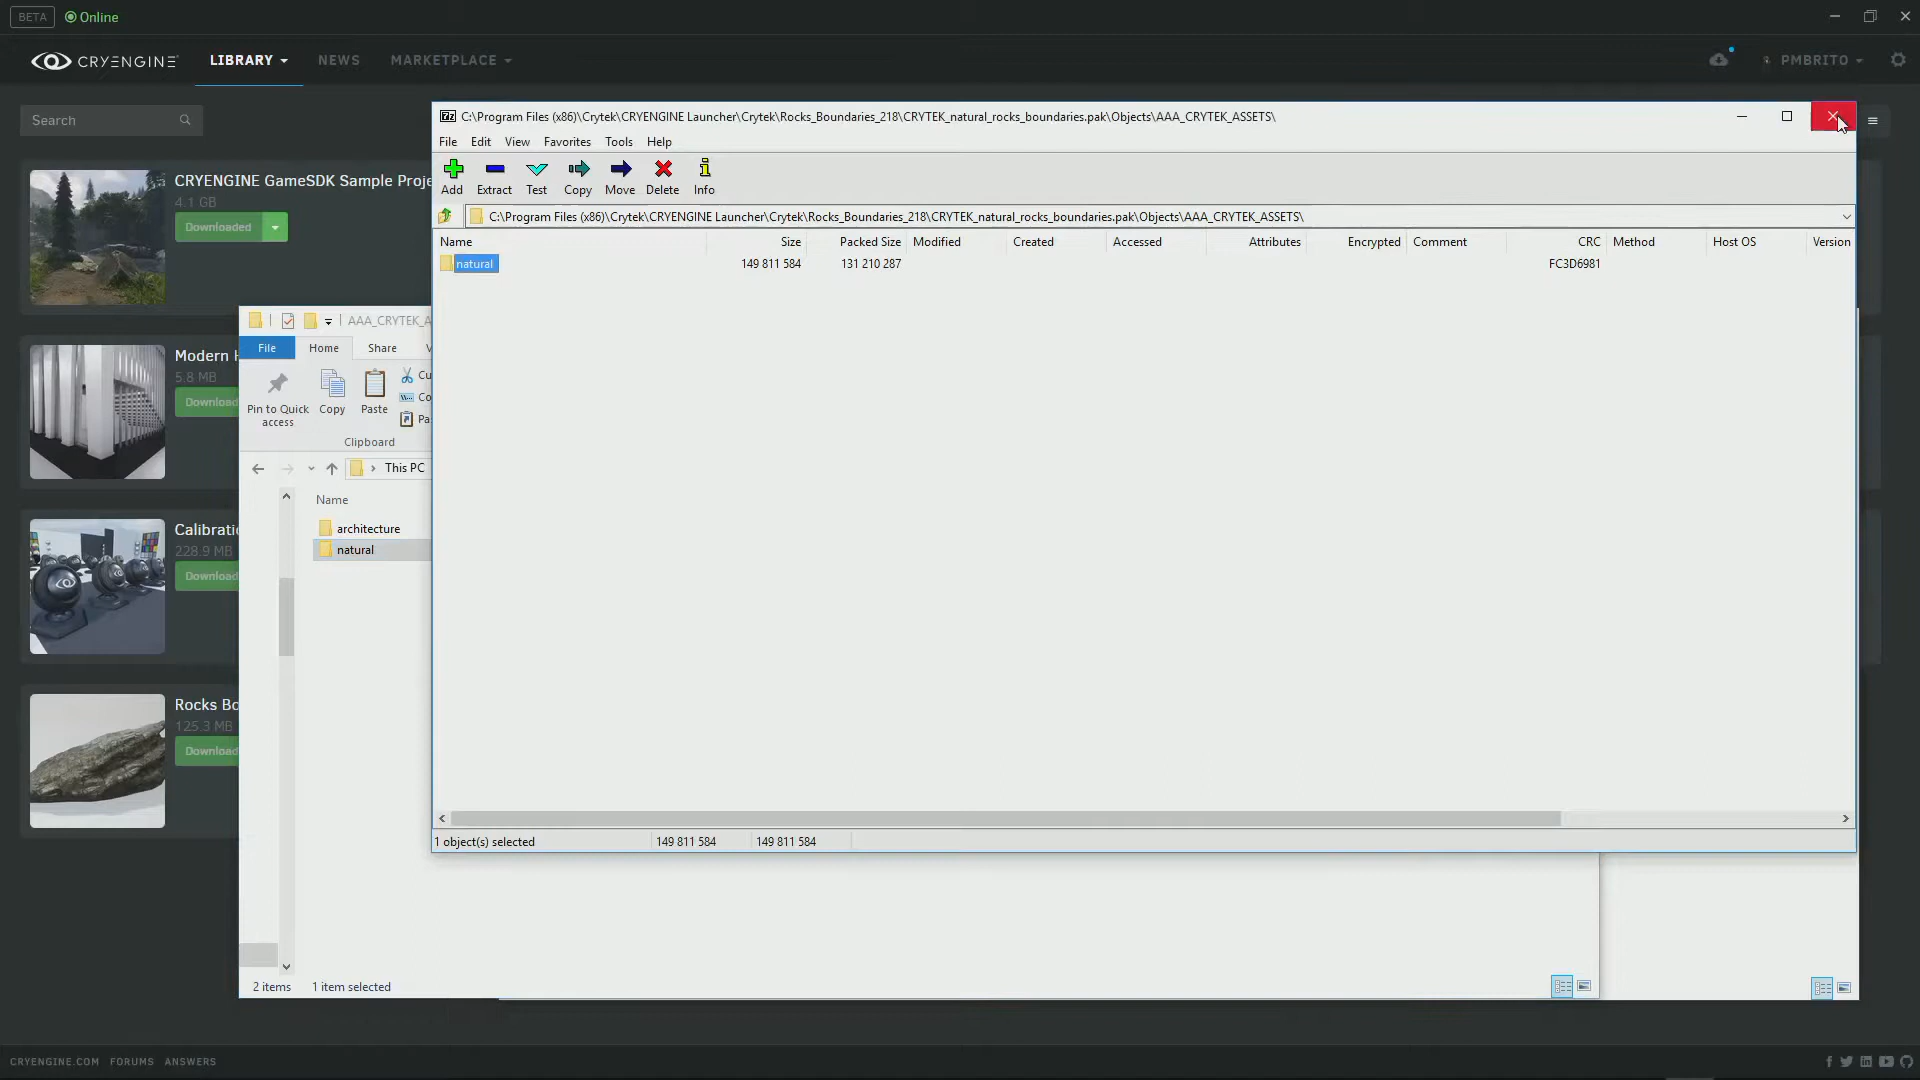 BETA Online
CRYENGINE LIBRARY NEWS MARKETPLACE PMBRITO
Search
CRYENGINE GameSDK Sample Proje
4.1 GB
Downloaded
Modern H
5.8 MB
Download
Calibratio
228.9 MB
Download
Rocks Bo
125.3 MB
Download
C:\Program Files (x86)\Crytek\CRYENGINE Launcher\Crytek\Rocks_Boundaries_218\CRYTEK_natural_rocks_boundaries.pak\Objects\AAA_CRYTEK_ASSETS\
File Edit View Favorites Tools Help
Add Extract Test Copy Move Delete Info
C:\Program Files (x86)\Crytek\CRYENGINE Launcher\Crytek\Rocks_Boundaries_218\CRYTEK_natural_rocks_boundaries.pak\Objects\AAA_CRYTEK_ASSETS\
Name Size Packed Size Modified Created Accessed Attributes Encrypted Comment CRC Method Host OS Version
natural 149 811 584 131 210 287 FC3D6981
1 object(s) selected 149 811 584 149 811 584
AAA_CRYTEK_A
File Home Share V
Pin to Quick access Copy Paste Cu
Co
Pa
Clipboard
This PC
Name
architecture
natural
2 items 1 item selected
CRYENGINE.COM FORUMS ANSWERS